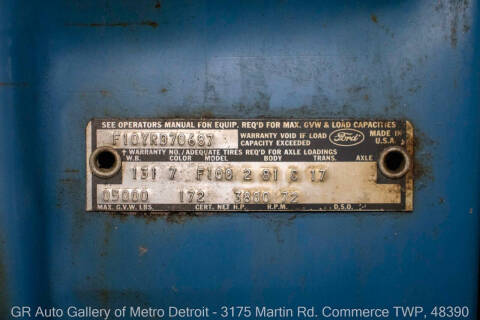 SEE OPERATORS MANUAL FOR EQUIP. REQ'D FOR MAX. GVW & LOAD CAPACITIES
F10YRB70687 WARRANTY VOID IF LOAD CAPACITY EXCEEDED Ford MADE IN U.S.A.
† WARRANTY NO./ADEQUATE TIRES REQ'D FOR AXLE LOADINGS
W.B. COLOR MODEL BODY TRANS. AXLE
131 7 F100 2 81 C 17
05000 172 3800 72
MAX. G.V.W. LBS. CERT. NET H.P. R.P.M. D.S.O.
GR Auto Gallery of Metro Detroit - 3175 Martin Rd. Commerce TWP, 48390